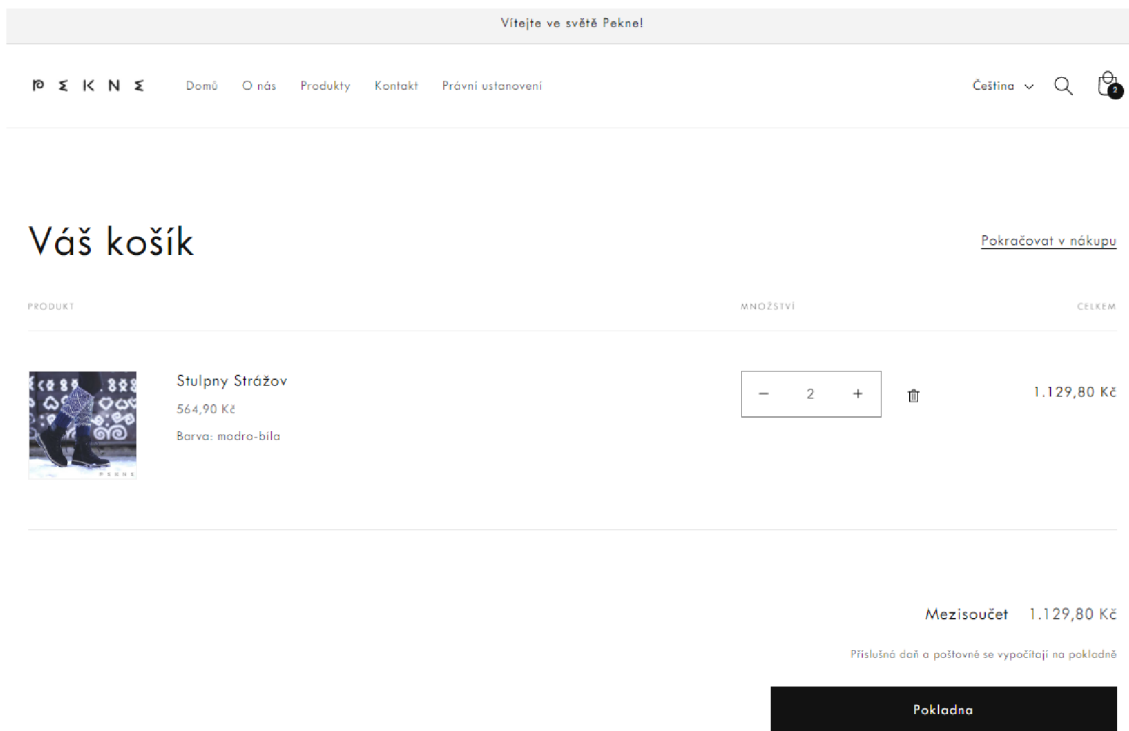 Vítejte ve světě Pekne!
PEKNE Domů O nás Produkty Kontakt Právní ustanovení Čeština 2
Váš košík
Pokračovat v nákupu
PRODUKT MNOŽSTVÍ CELKEM
Stulpny Strážov
− 2 +
1.129,80 Kč
564,90 Kč
Barva: modro-bila
PEKNE
Mezisoučet 1.129,80 Kč
Příslušná daň a poštovné se vypočítají na pokladně
Pokladna